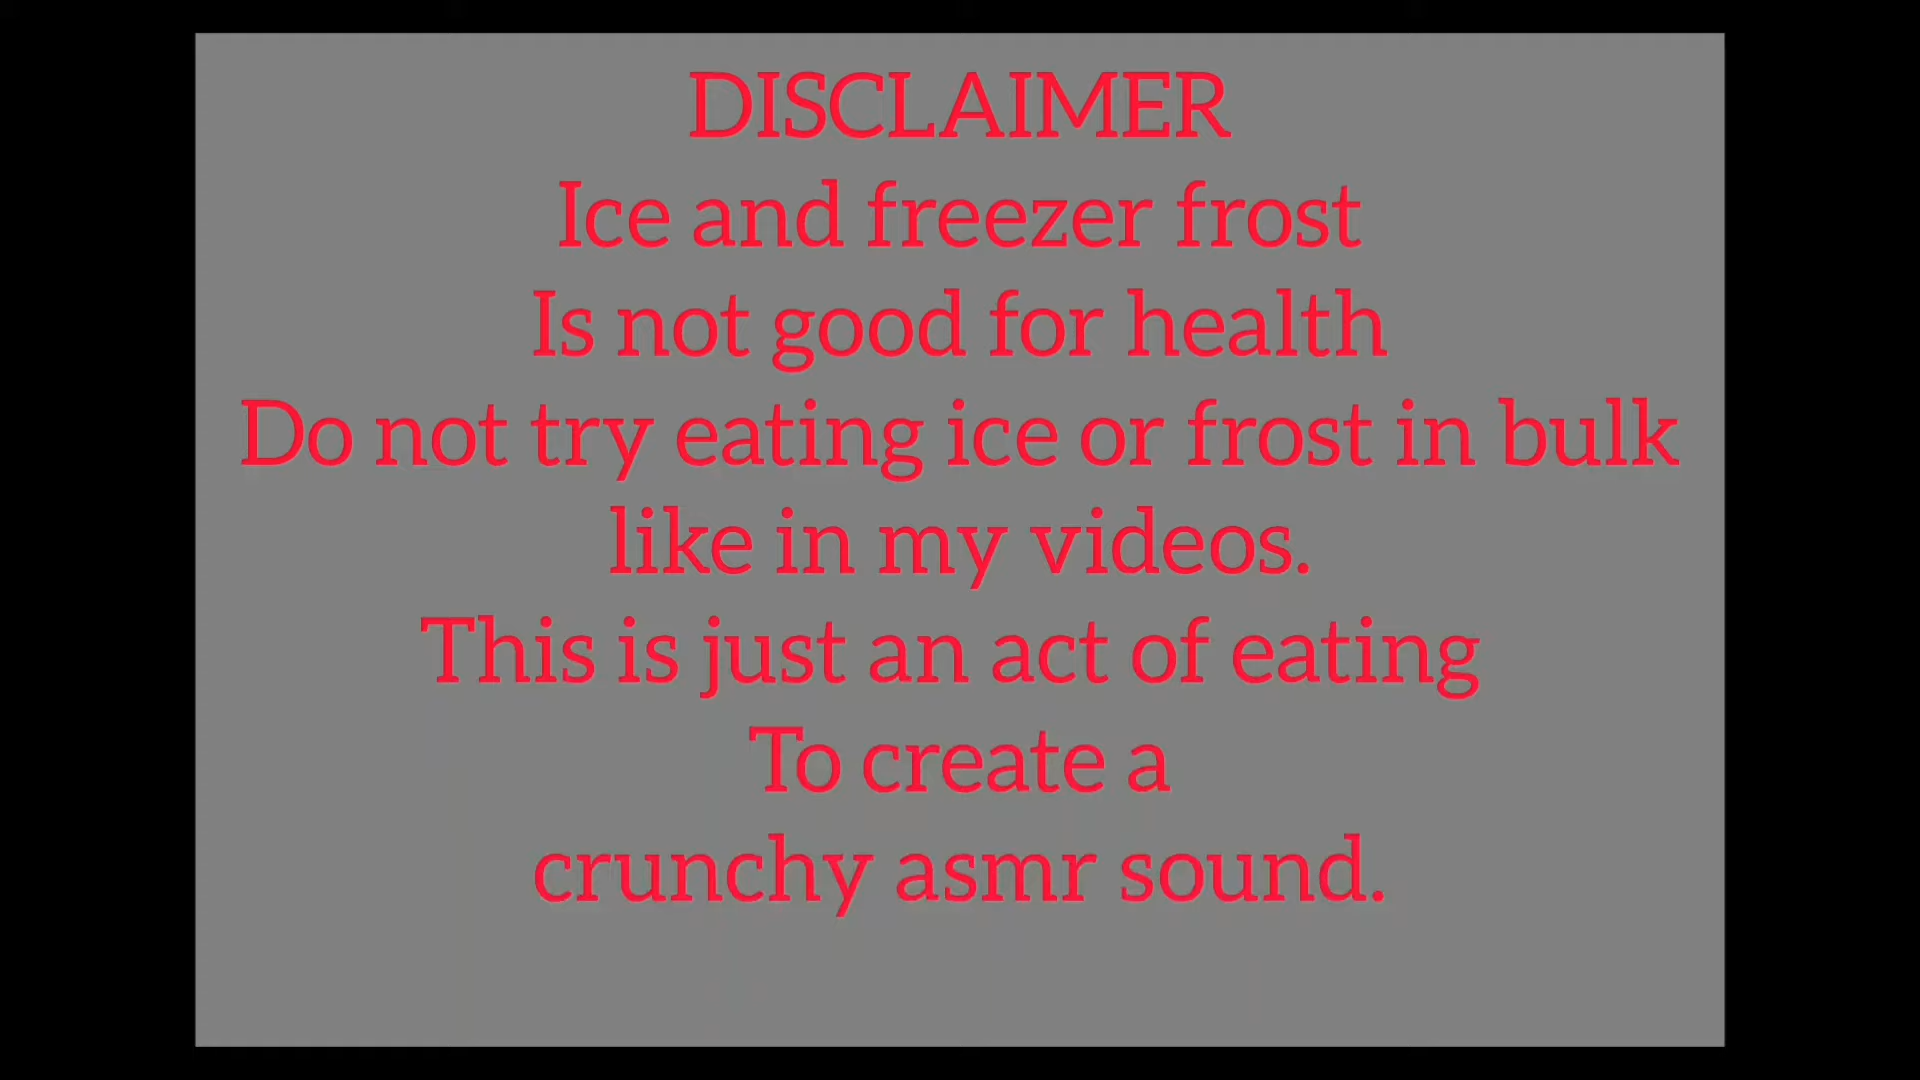 DISCLAIMER
Ice and freezer frost
Is not good for health
Do not try eating ice or frost in bulk
like in my videos.
This is just an act of eating
To create a
crunchy asmr sound.